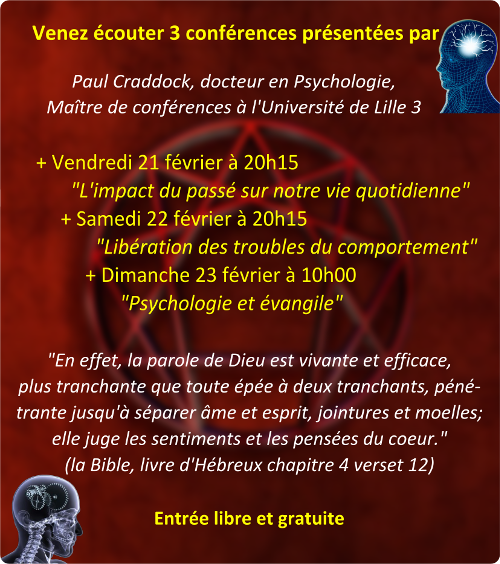 Venez écouter 3 conférences présentées par
Paul Craddock, docteur en Psychologie,
Maître de conférences à l'Université de Lille 3
+ Vendredi 21 février à 20h15
"L'impact du passé sur notre vie quotidienne"
+ Samedi 22 février à 20h15
"Libération des troubles du comportement"
+ Dimanche 23 février à 10h00
"Psychologie et évangile"
"En effet, la parole de Dieu est vivante et efficace,
plus tranchante que toute épée à deux tranchants, péné-
trante jusqu'à séparer âme et esprit, jointures et moelles;
elle juge les sentiments et les pensées du coeur."
(la Bible, livre d'Hébreux chapitre 4 verset 12)
Entrée libre et gratuite